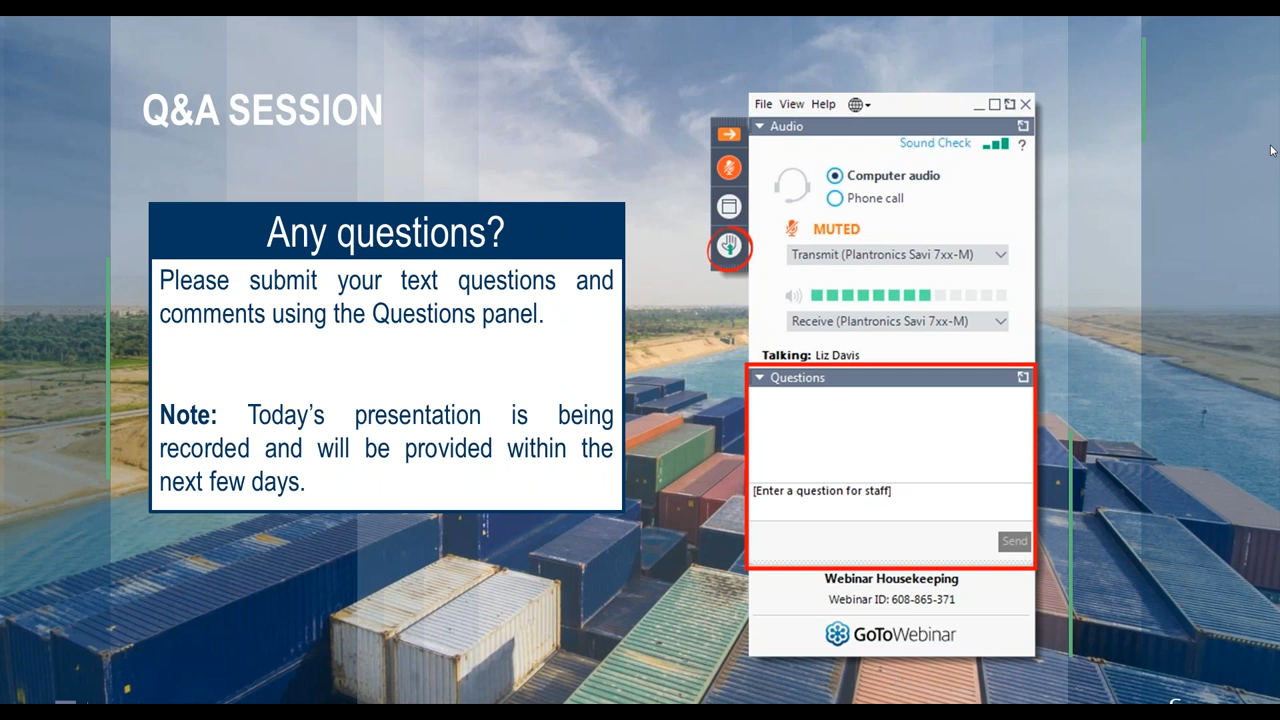 Q&A SESSION
Any questions?
Please submit your text questions and
comments using the Questions panel.
Note: Today's presentation is being
recorded and will be provided within the
next few days.
File View Help
Audio
Sound Check ?
Computer audio
Phone call
MUTED
Transmit (Plantronics Savi 7xx-M)
Receive (Plantronics Savi 7xx-M)
Talking: Liz Davis
Questions
[Enter a question for staff]
Send
Webinar Housekeeping
Webinar ID: 608-865-371
GoToWebinar